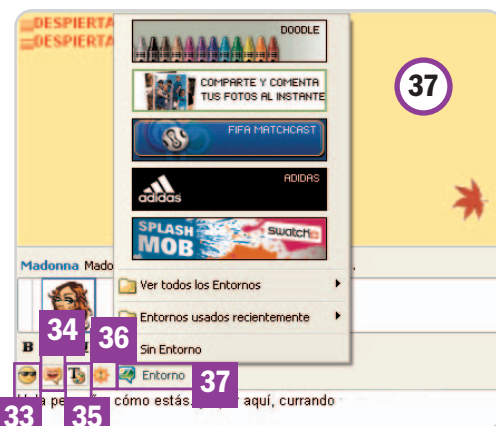 DESPIERTA
DESPIERTA
DOODLE
COMPARTE Y COMENTA
TUS FOTOS AL INSTANTE
37
FIFA MATCHCAST
ADIDAS
adidas
SPLASH
MOB
swatch
Madonna Mado
Ver todos los Entornos
Entornos usados recientemente
34
36
B
Sin Entorno
Entorno
37
cómo estás.
aquí, currando
33
35